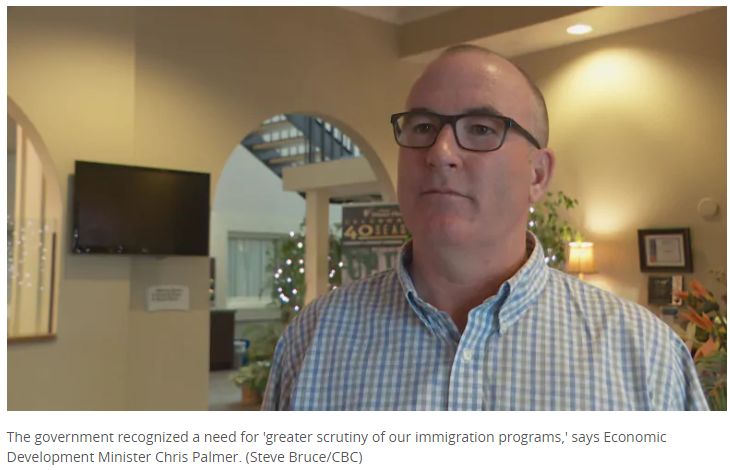 40
The government recognized a need for 'greater scrutiny of our immigration programs,' says Economic
Development Minister Chris Palmer. (Steve Bruce/CBC)